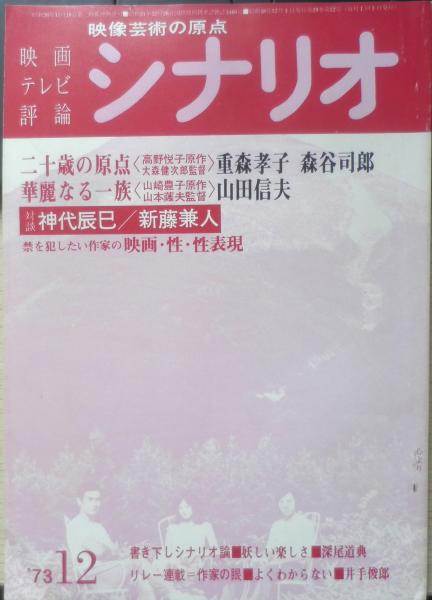 映像芸術の原点
映画
テレビ
評論
シナリオ
二十歳の原点〈高野悦子原作 大森健次郎監督〉重森孝子 森谷司郎
華麗なる一族〈山崎豊子原作 山本薩夫監督〉山田信夫
対談 神代辰巳／新藤兼人
禁を犯したい作家の映画・性・性表現
書き下しシナリオ論■妖しい楽しさ■深尾道典
リレー連載=作家の眼■よくわからない■井手俊郎
'73 12